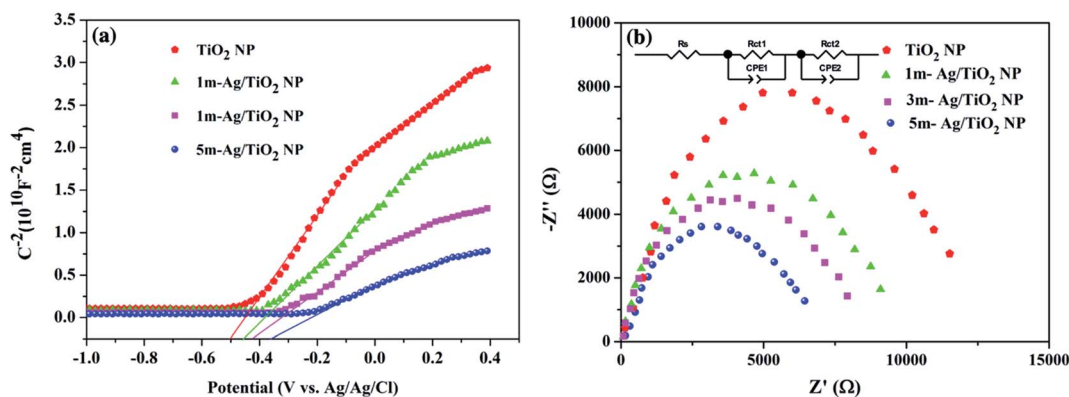 (a)
TiO2 NP
1m-Ag/TiO2 NP
1m-Ag/TiO2 NP
5m-Ag/TiO2 NP
C-2(10^10F-2cm4)
3.5
3.0
2.5
2.0
1.5
1.0
0.5
0.0
-1.0 -0.8 -0.6 -0.4 -0.2 0.0 0.2 0.4
Potential (V vs. Ag/Ag/Cl)
(b)
Rs Rct1 Rct2
CPE1 CPE2
TiO2 NP
1m- Ag/TiO2 NP
3m- Ag/TiO2 NP
5m- Ag/TiO2 NP
-Z'' (Ω)
10000
8000
6000
4000
2000
0
0 5000 10000 15000
Z' (Ω)